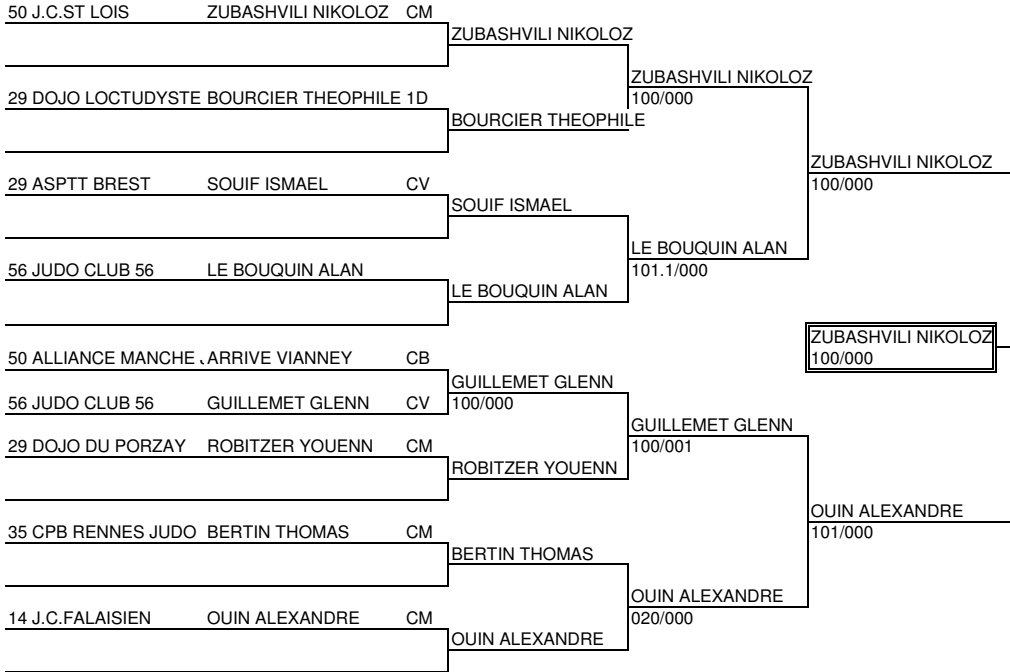 50 J.C.ST LOIS ZUBASHVILI NIKOLOZ CM
ZUBASHVILI NIKOLOZ
ZUBASHVILI NIKOLOZ
100/000
29 DOJO LOCTUDYSTE BOURCIER THEOPHILE 1D
BOURCIER THEOPHILE
ZUBASHVILI NIKOLOZ
100/000
29 ASPTT BREST SOUIF ISMAEL CV
SOUIF ISMAEL
LE BOUQUIN ALAN
101.1/000
56 JUDO CLUB 56 LE BOUQUIN ALAN
LE BOUQUIN ALAN
ZUBASHVILI NIKOLOZ
100/000
50 ALLIANCE MANCHE ARRIVE VIANNEY CB
GUILLEMET GLENN
100/000
56 JUDO CLUB 56 GUILLEMET GLENN CV
GUILLEMET GLENN
100/001
29 DOJO DU PORZAY ROBITZER YOUENN CM
ROBITZER YOUENN
OUIN ALEXANDRE
101/000
35 CPB RENNES JUDO BERTIN THOMAS CM
BERTIN THOMAS
OUIN ALEXANDRE
020/000
14 J.C.FALAISIEN OUIN ALEXANDRE CM
OUIN ALEXANDRE